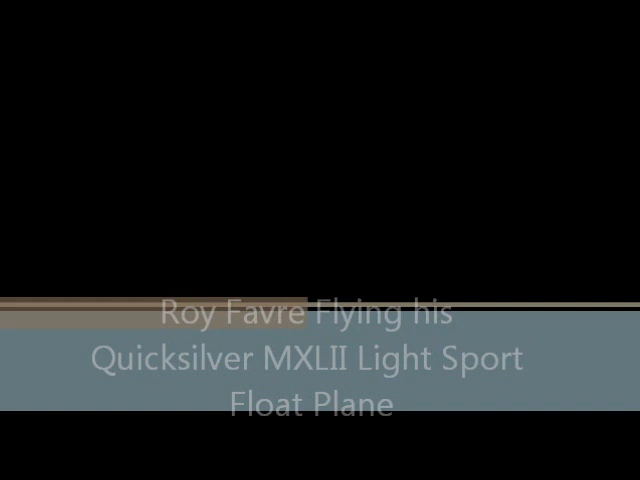 Roy Favre Flying his
Quicksilver MXLII Light Sport
Float Plane